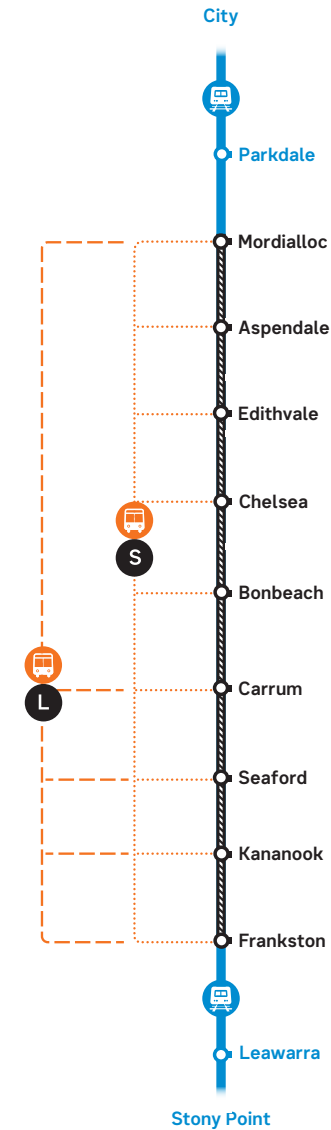 City
Parkdale
Mordialloc
Aspendale
Edithvale
Chelsea
S
Bonbeach
Carrum
L
Seaford
Kananook
Frankston
Leawarra
Stony Point